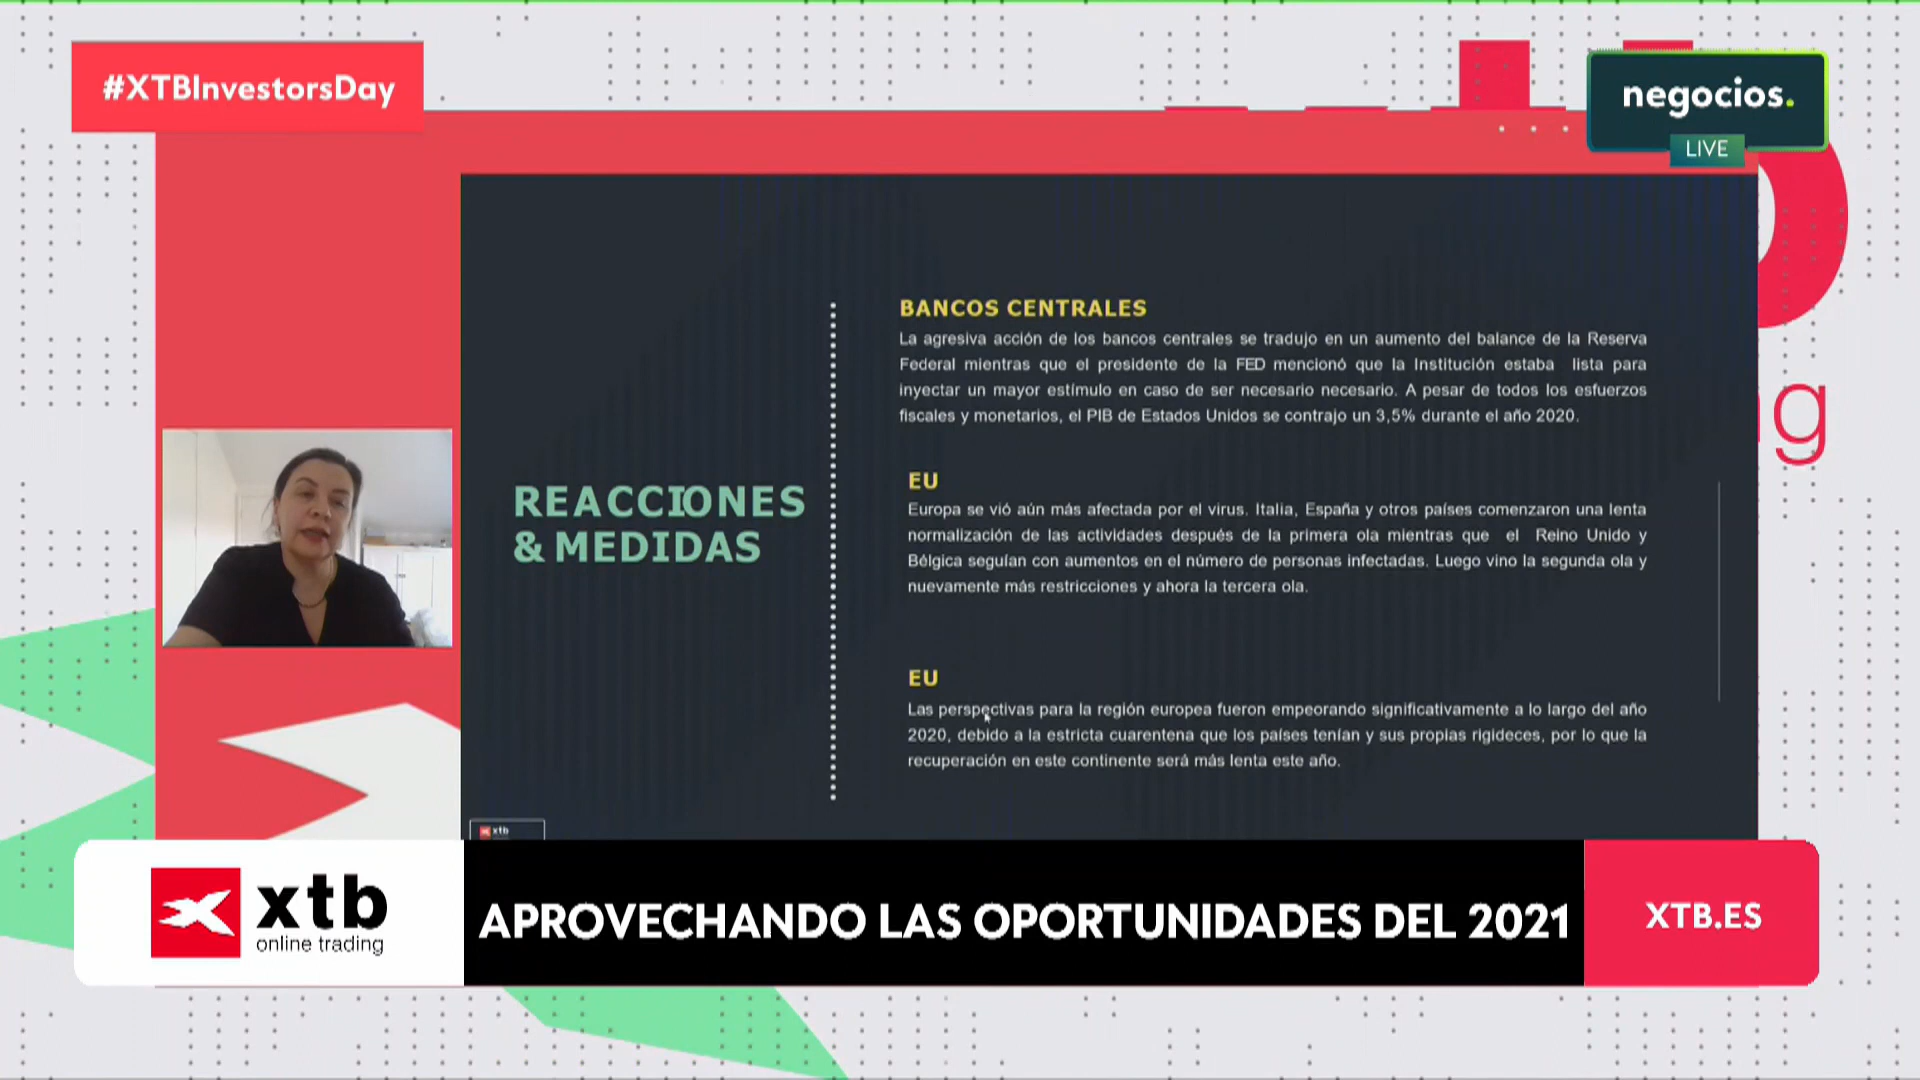 #XTBInvestorsDay
negocios.
LIVE
BANCOS CENTRALES
La agresiva acción de los bancos centrales se tradujo en un aumento del balance de la Reserva
Federal mientras que el presidente de la FED mencionó que la Institución estaba lista para
inyectar un mayor estímulo en caso de ser necesario necesario. A pesar de todos los esfuerzos
fiscales y monetarios, el PIB de Estados Unidos se contrajo un 3,5% durante el año 2020.
REACCIONES
& MEDIDAS
EU
Europa se vió aún más afectada por el virus. Italia, España y otros países comenzaron una lenta
normalización de las actividades después de la primera ola mientras que el Reino Unido y
Bélgica seguían con aumentos en el número de personas infectadas. Luego vino la segunda ola y
nuevamente más restricciones y ahora la tercera ola.
EU
Las perspectivas para la región europea fueron empeorando significativamente a lo largo del año
2020, debido a la estricta cuarentena que los países tenían y sus propias rigideces, por lo que la
recuperación en este continente será más lenta este año.
xtb
xtb
online trading
APROVECHANDO LAS OPORTUNIDADES DEL 2021
XTB.ES